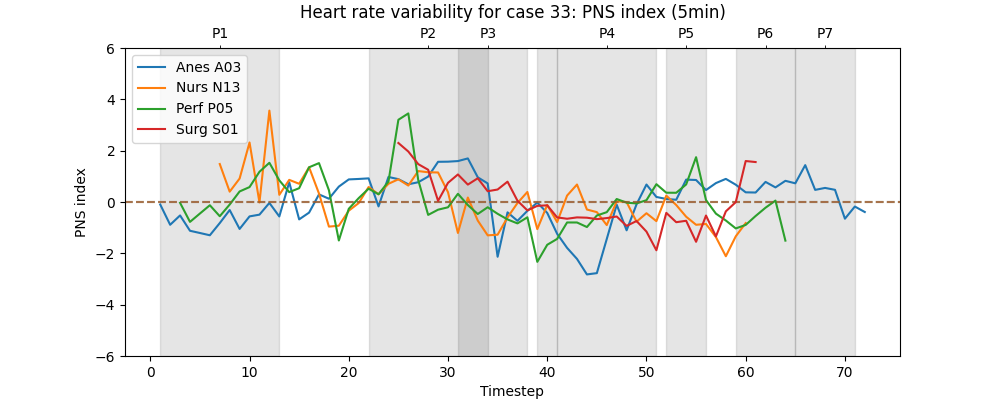 Heart rate variability for case 33: PNS index (5min)
P1 P2 P3 P4 P5 P6 P7
Anes A03
Nurs N13
Perf P05
Surg S01
6
4
2
0
−2
−4
−6
PNS index
0 10 20 30 40 50 60 70
Timestep